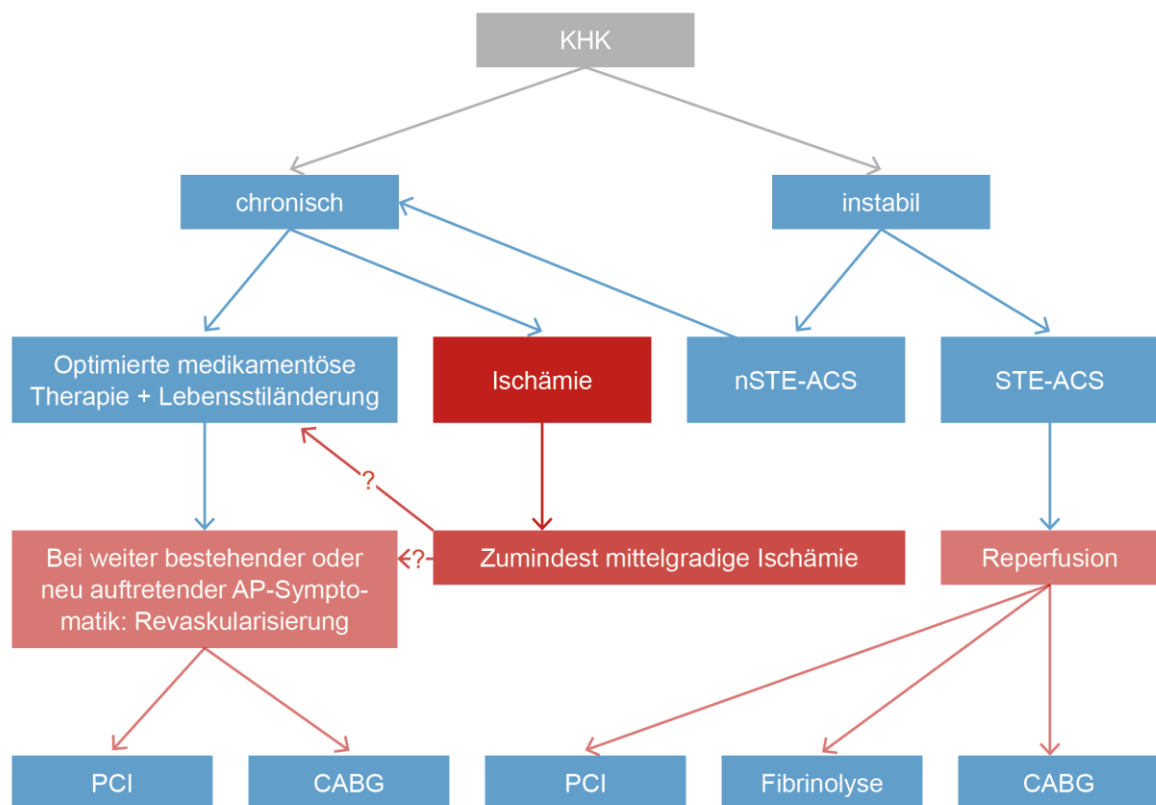 KHK
chronisch
instabil
Optimierte medikamentöse
Therapie + Lebensstiländerung
Ischämie
nSTE-ACS
STE-ACS
?
Bei weiter bestehender oder
neu auftretender AP-Sympto-
matik: Revaskularisierung
?
Zumindest mittelgradige Ischämie
Reperfusion
PCI
CABG
PCI
Fibrinolyse
CABG